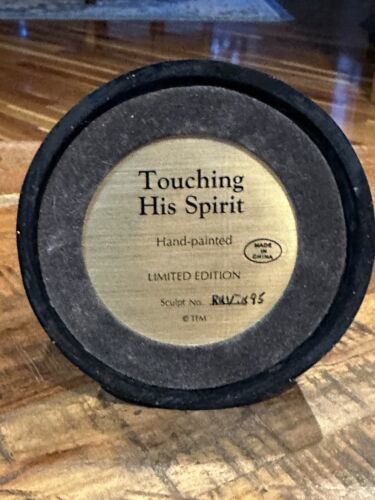 Touching
His Spirit
Hand-painted
MADE
IN
CHINA
LIMITED EDITION
Sculpt No.
© TFM